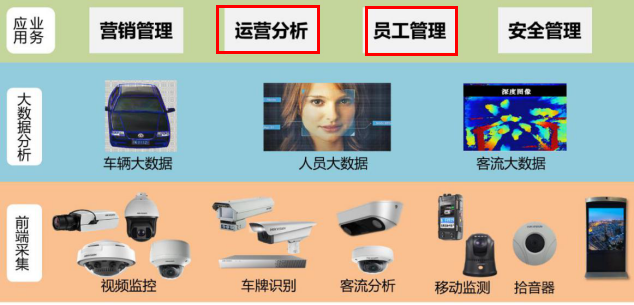 应用 业务
营销管理
运营分析
员工管理
安全管理
大数据分析
深度图像
车辆大数据
人员大数据
客流大数据
前端采集
视频监控
车牌识别
客流分析
移动监测
拾音器